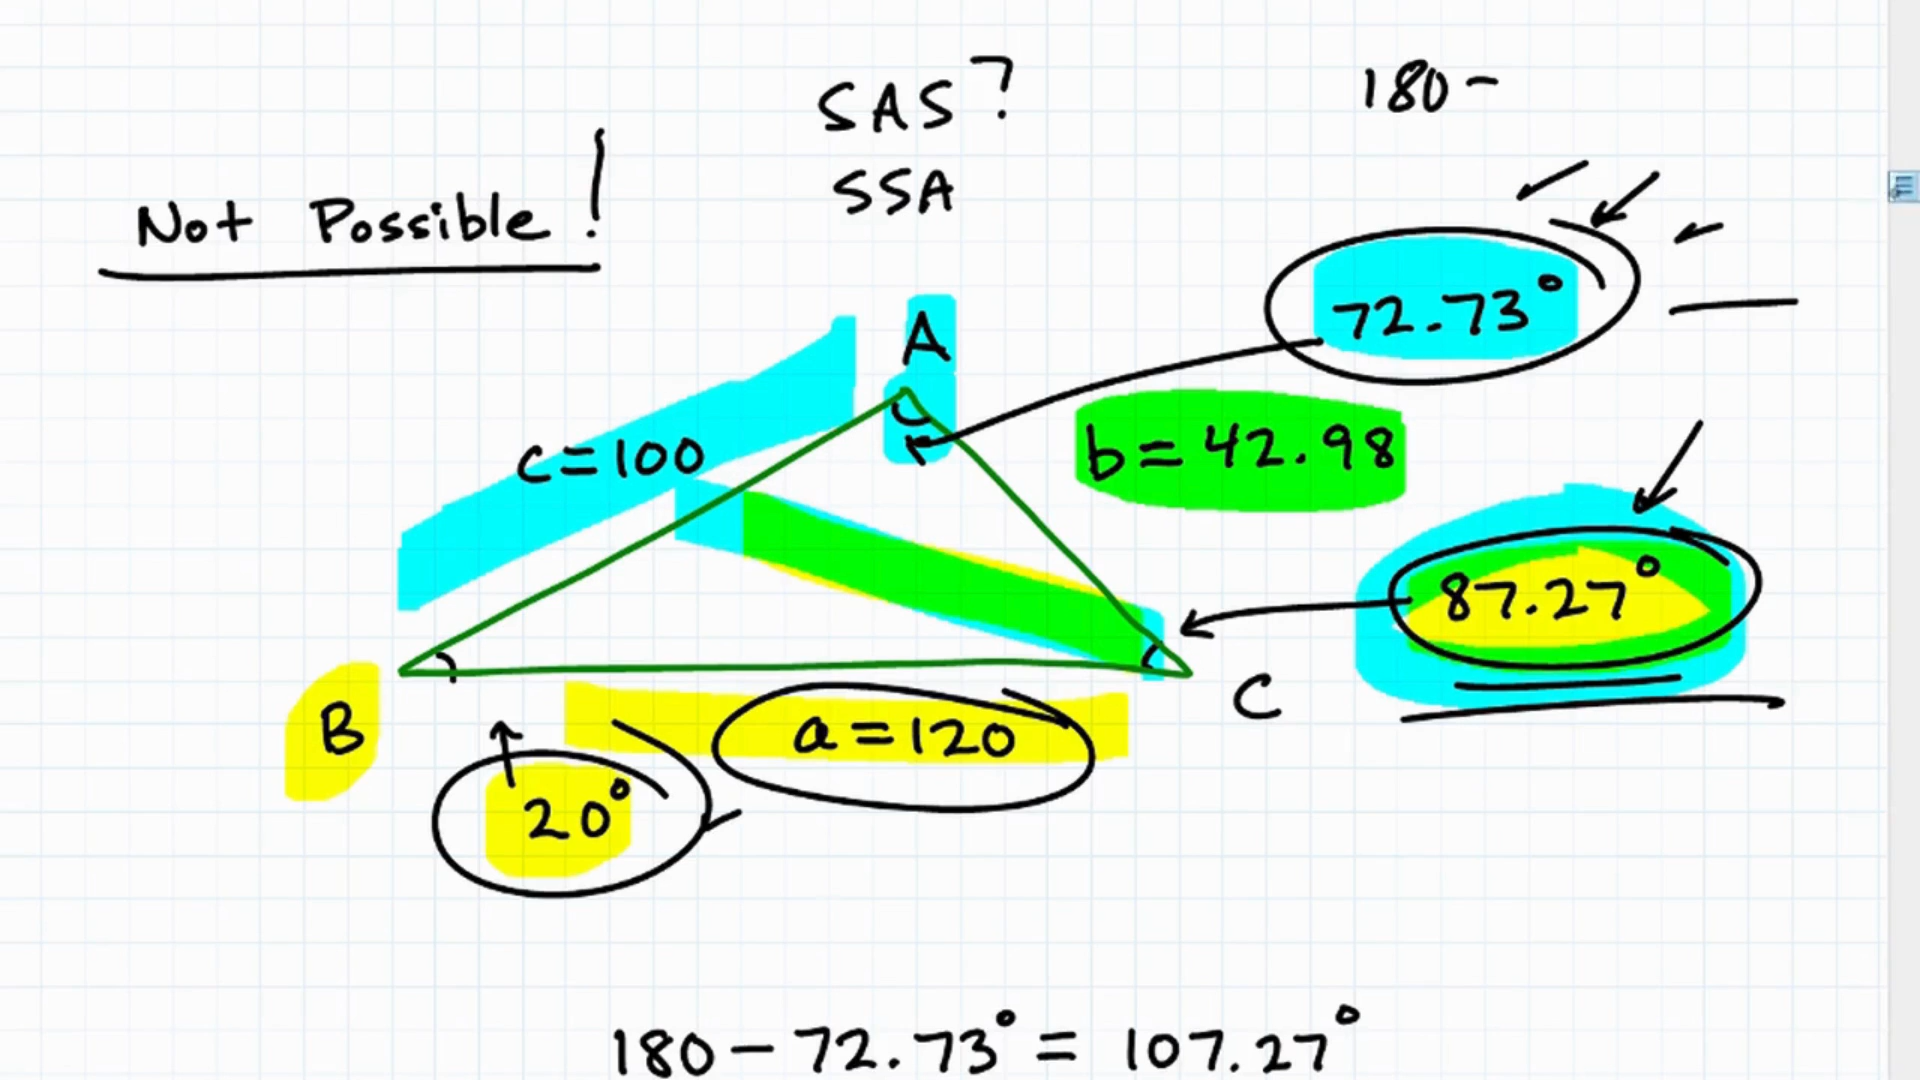 SAS?
180 -
SSA
Not Possible!
72.73°
A
c=100
b=42.98
87.27°
C
B
a=120
20°
180-72.73°= 107.27°